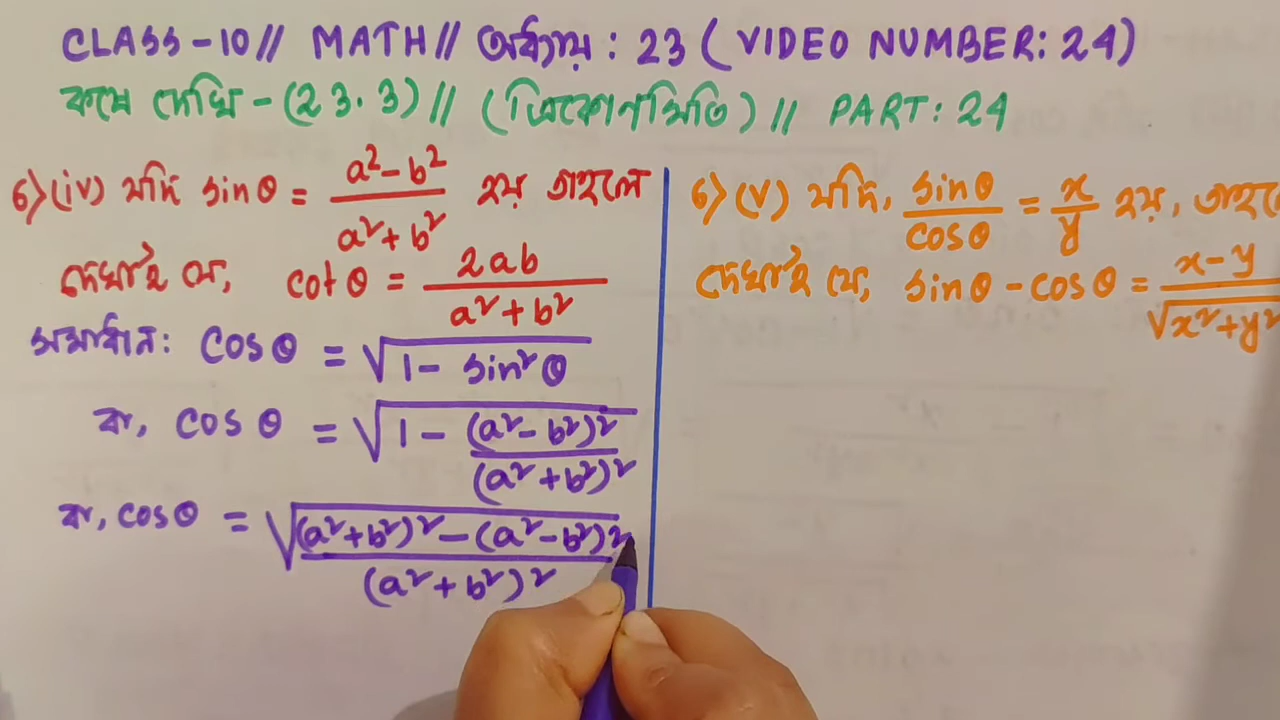 CLASS-10 // MATH // অধ্যায় : 23 ( VIDEO NUMBER: 24)
কষে দেখি - (23.3) // (ত্রিকোণমিতি) // PART: 24
6) (iv) যদি sinθ = (a²-b²)/(a²+b²) হয় তাহলে
দেখাই যে, cotθ = 2ab/(a²+b²)
সমাধান: cosθ = √(1 - sin²θ)
বা, cosθ = √(1 - (a²-b²)²/(a²+b²)²)
বা, cosθ = √(((a²+b²)² - (a²-b²)²)/(a²+b²)²)
6) (v) যদি, sinθ/cosθ = x/y হয়, তাহলে
দেখাই যে, sinθ - cosθ = (x-y)/√(x²+y²)